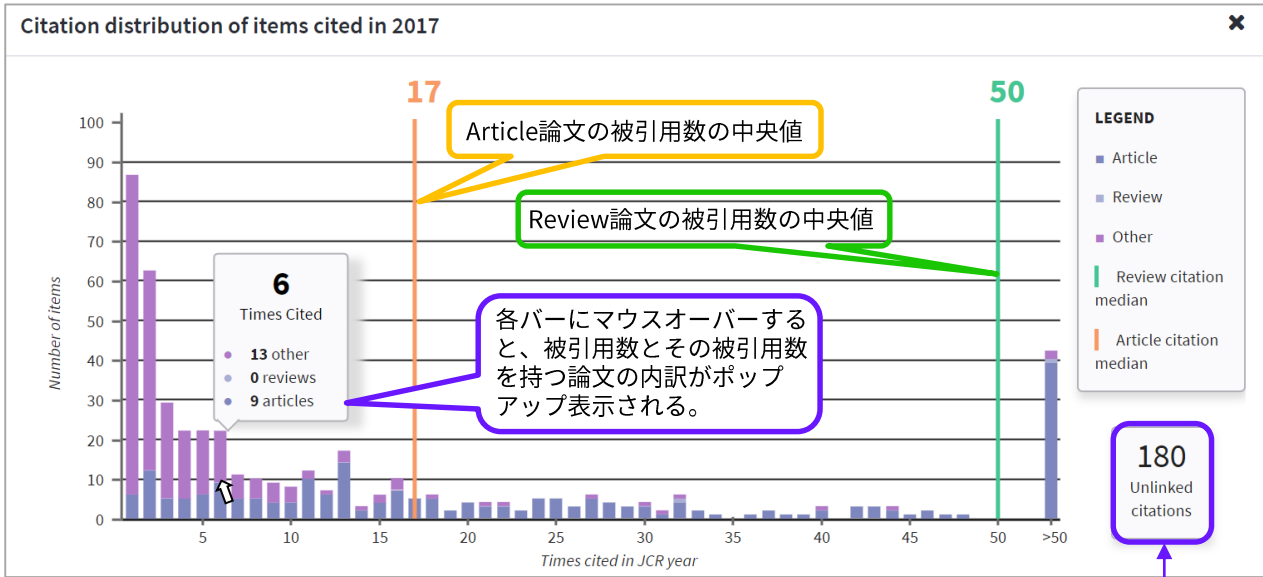 Citation distribution of items cited in 2017
✖
17
50
Article論文の被引用数の中央値
Review論文の被引用数の中央値
各バーにマウスオーバーする
と、被引用数とその被引用数
を持つ論文の内訳がポップ
アップ表示される。
6
Times Cited
13 other
0 reviews
9 articles
Number of items
100
90
80
70
60
50
40
30
20
10
0
5
10
15
20
25
30
35
40
45
50
>50
Times cited in JCR year
LEGEND
Article
Review
Other
Review citation
median
Article citation
median
180
Unlinked
citations